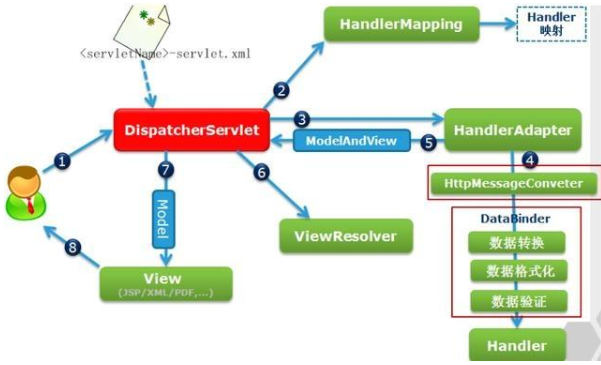 HandlerMapping
Handler
映射
<servletName>-servlet.xml
2
DispatcherServlet
3
HandlerAdapter
ModelAndView
5
1
7
6
4
HttpMessageConveter
Model
DataBinder
数据转换
ViewResolver
8
数据格式化
View
(JSP/XML/PDF,...)
数据验证
Handler